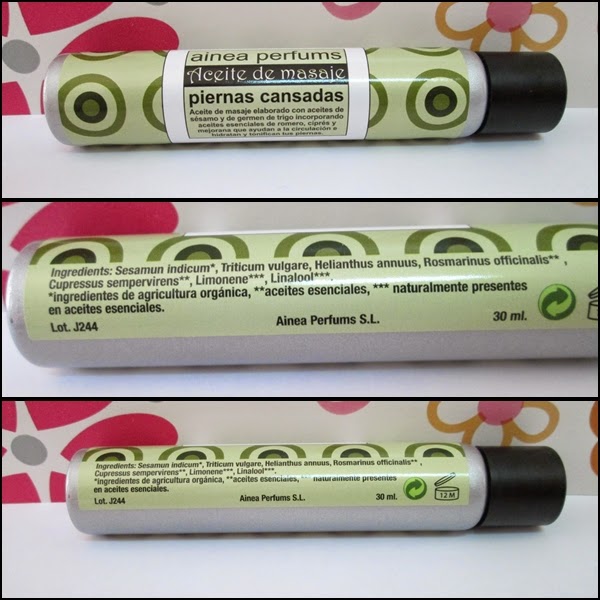 ainea perfums
Aceite de masaje
piernas cansadas
Aceite de masaje elaborado con aceites de
sésamo y de germen de trigo incorporando
aceites esenciales de romero, ciprés y
mejorana que ayudan a la circulación e
hidratan y tonifican tus piernas.
Ingredients: Sesamun indicum*, Triticum vulgare, Helianthus annuus, Rosmarinus officinalis** ,
Cupressus sempervirens**, Limonene***, Linalool***.
*ingredientes de agricultura orgánica, **aceites esenciales, *** naturalmente presentes
en aceites esenciales.
Lot. J244 Ainea Perfums S.L. 30 ml.
Ingredients: Sesamun indicum*, Triticum vulgare, Helianthus annuus, Rosmarinus officinalis** ,
Cupressus sempervirens**, Limonene***, Linalool***.
*ingredientes de agricultura orgánica, **aceites esenciales, *** naturalmente presentes
en aceites esenciales.
Lot. J244 Ainea Perfums S.L. 30 ml. 12 M